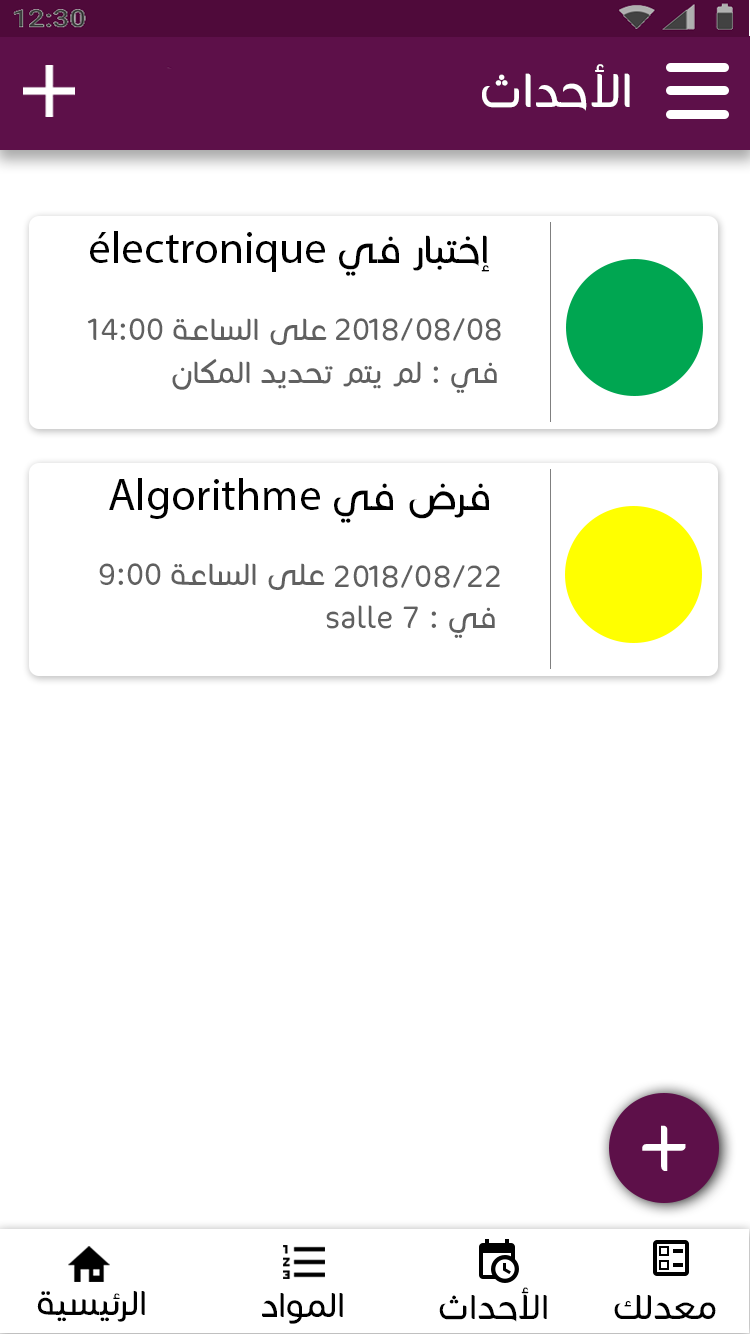 12:30
الأحداث
إختبار في électronique
2018/08/08 على الساعة 14:00
في : لم يتم تحديد المكان
فرض في Algorithme
2018/08/22 على الساعة 9:00
في : salle 7
معدلك
الأحداث
المواد
الرئيسية